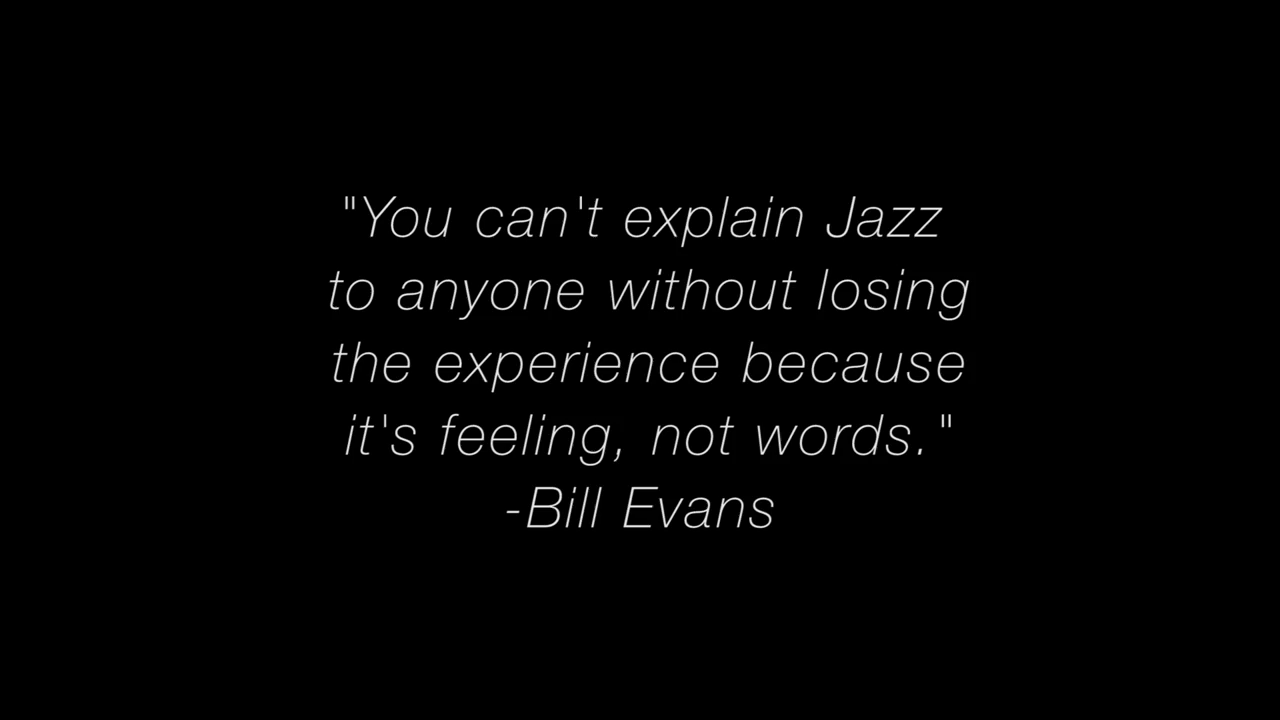 "You can't explain Jazz
to anyone without losing
the experience because
it's feeling, not words."
-Bill Evans